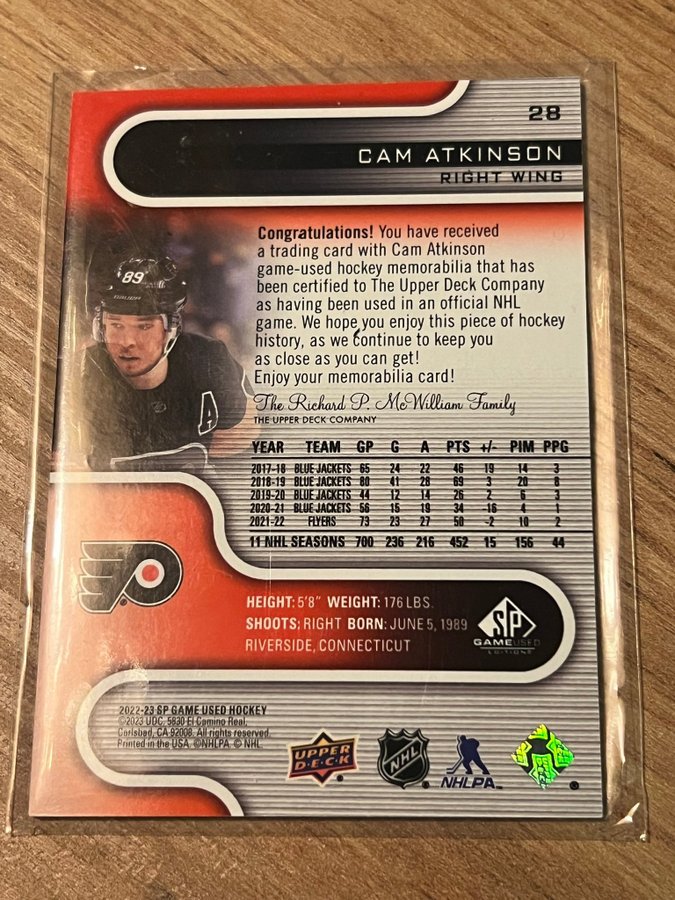 28
CAM ATKINSON
RIGHT WING
89
BAUER
A
Congratulations! You have received
a trading card with Cam Atkinson
game-used hockey memorabilia that has
been certified to The Upper Deck Company
as having been used in an official NHL
game. We hope you enjoy this piece of hockey
history, as we continue to keep you
as close as you can get!
Enjoy your memorabilia card!
The Richard P. McWilliam Family
THE UPPER DECK COMPANY
YEAR TEAM GP G A PTS +/- PIM PPG
2017-18 BLUE JACKETS 65 24 22 46 19 14 3
2018-19 BLUE JACKETS 80 41 28 69 3 20 8
2019-20 BLUE JACKETS 44 12 14 26 2 6 3
2020-21 BLUE JACKETS 56 15 19 34 -16 4 1
2021-22 FLYERS 73 23 27 50 -2 10 2
11 NHL SEASONS 700 236 216 452 15 156 44
HEIGHT: 5'8" WEIGHT: 176 LBS.
SHOOTS: RIGHT BORN: JUNE 5, 1989
RIVERSIDE, CONNECTICUT
SP
GAMEUSED
EDITIONS
2022-23 SP GAME USED HOCKEY
©2023 UDC, 5830 El Camino Real,
Carlsbad, CA 92008. All rights reserved.
Printed in the USA. ©NHLPA. © NHL.
UPPER
DECK
NHL
NHLPA